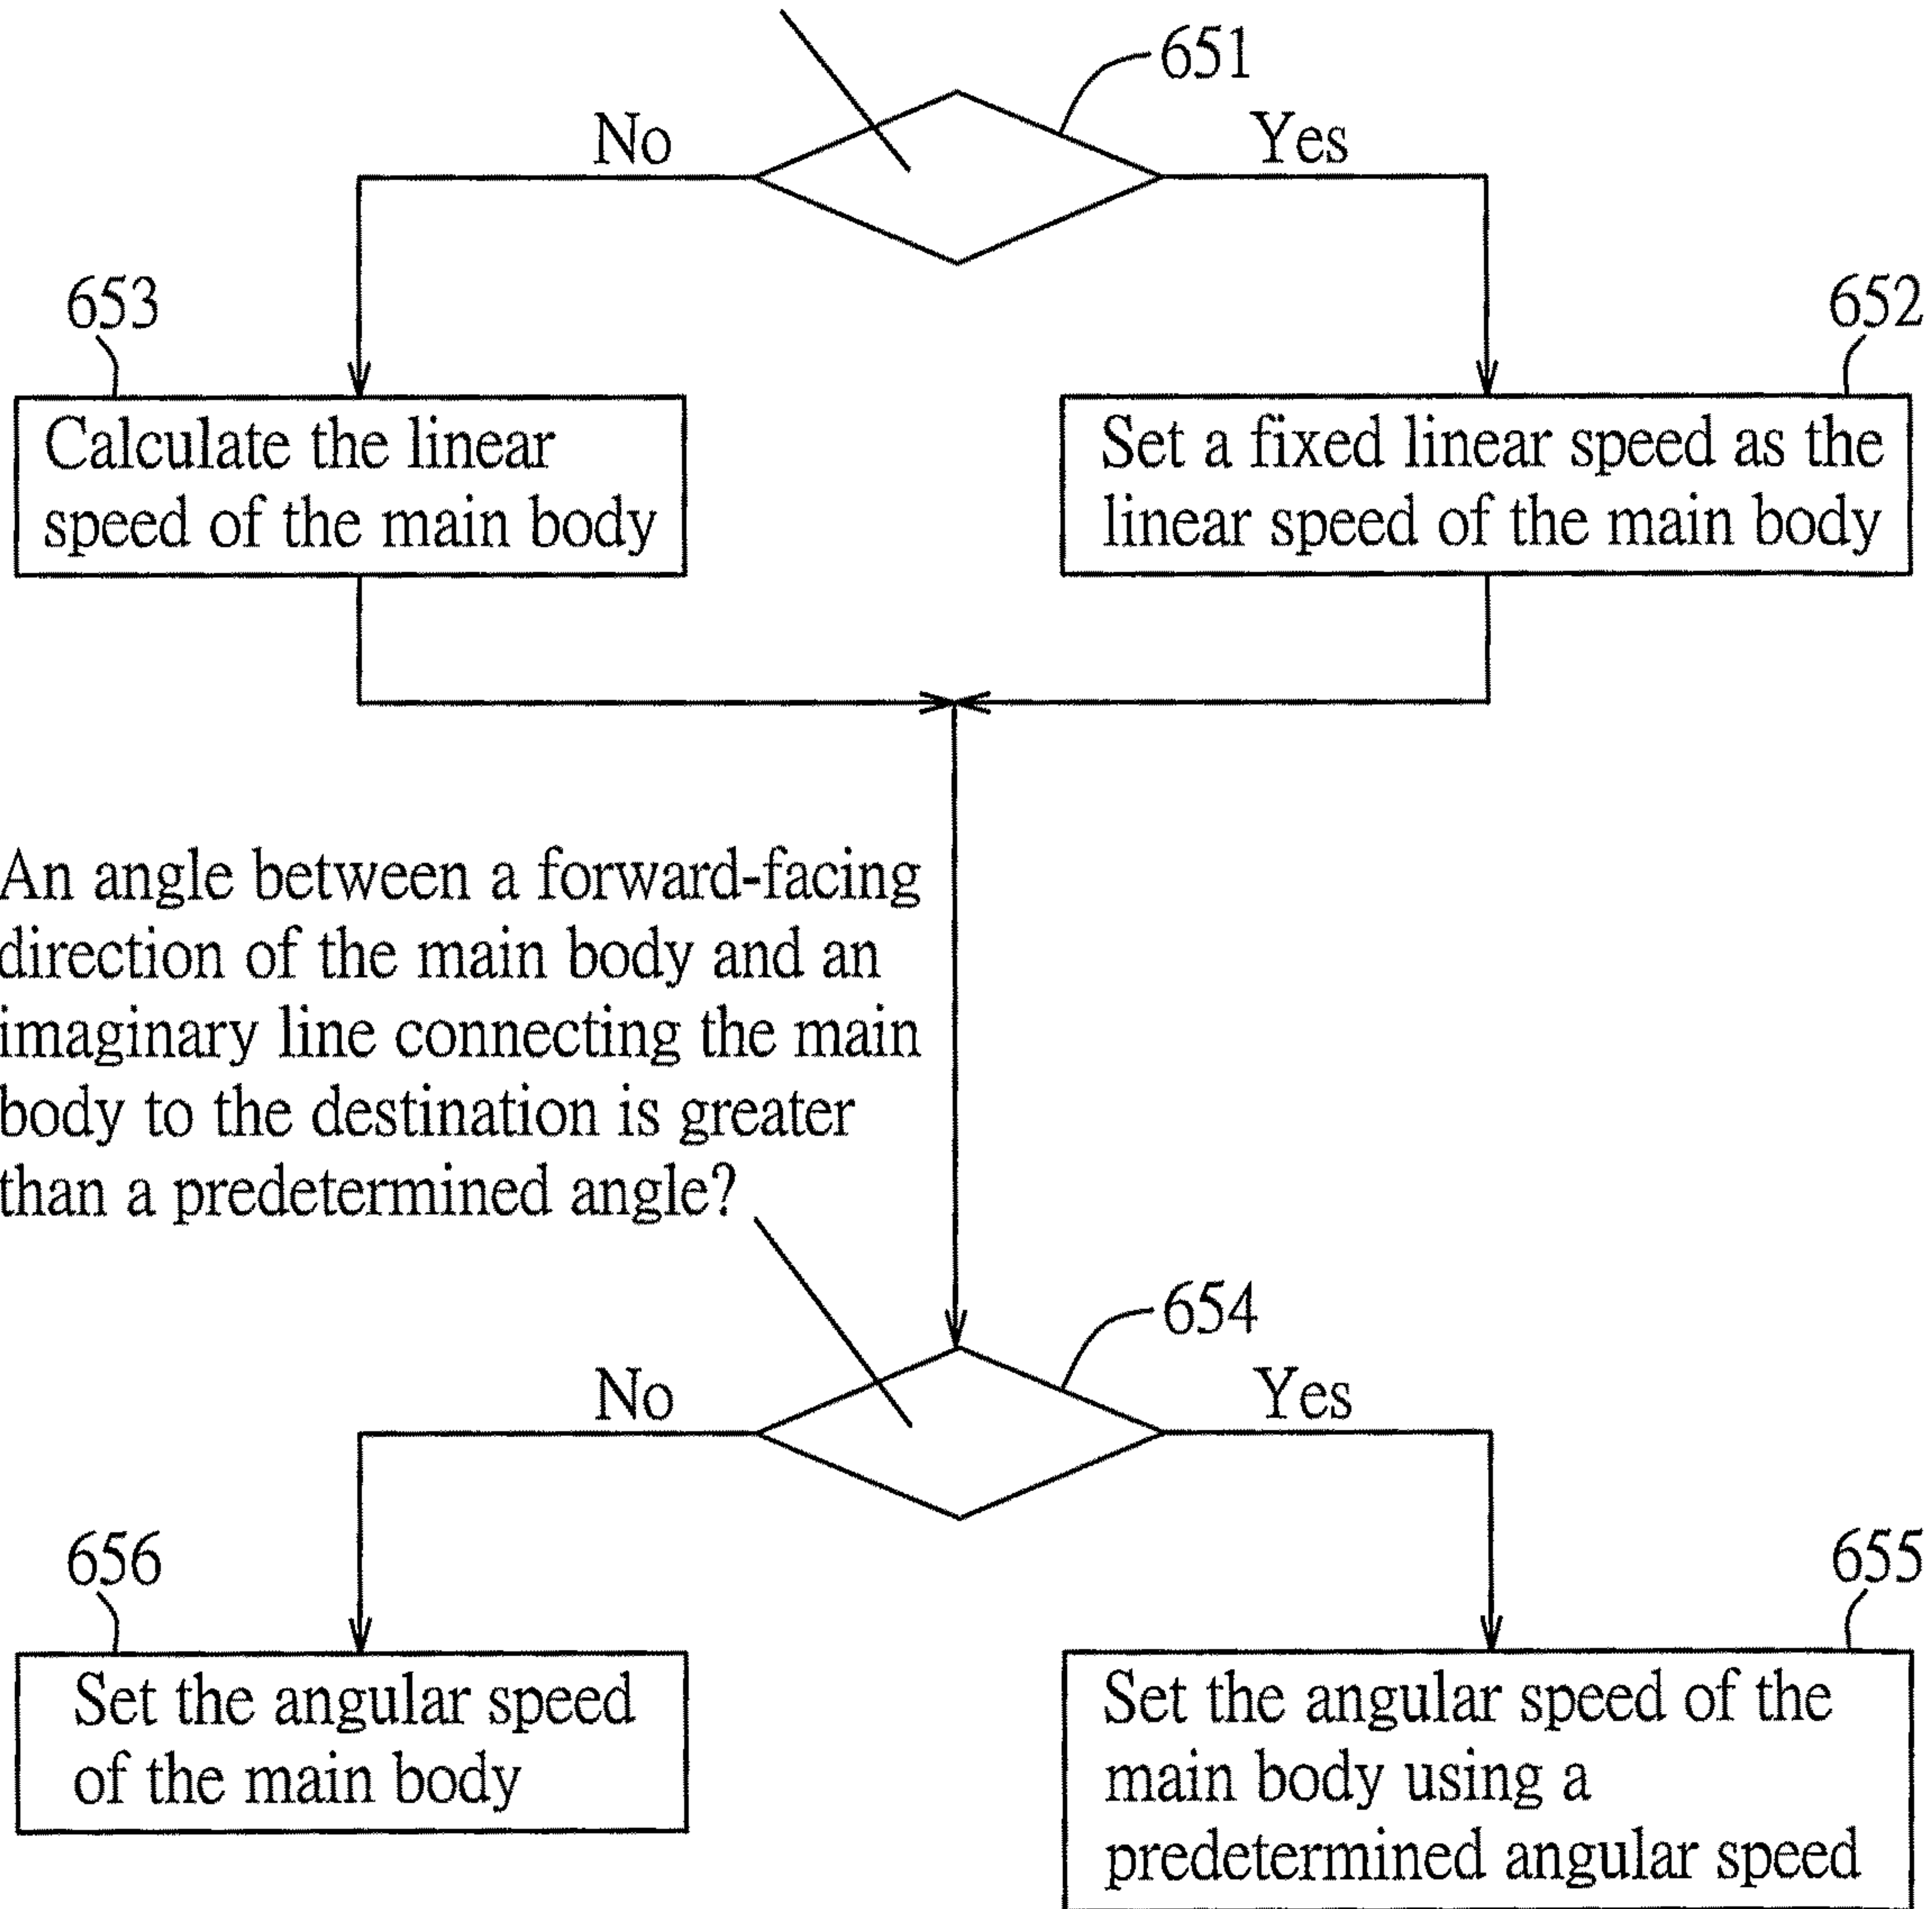 651
No
Yes
653
652
Calculate the linear
speed of the main body
Set a fixed linear speed as the
linear speed of the main body
An angle between a forward-facing
direction of the main body and an
imaginary line connecting the main
body to the destination is greater
than a predetermined angle?
654
No
Yes
656
655
Set the angular speed
of the main body
Set the angular speed of the
main body using a
predetermined angular speed